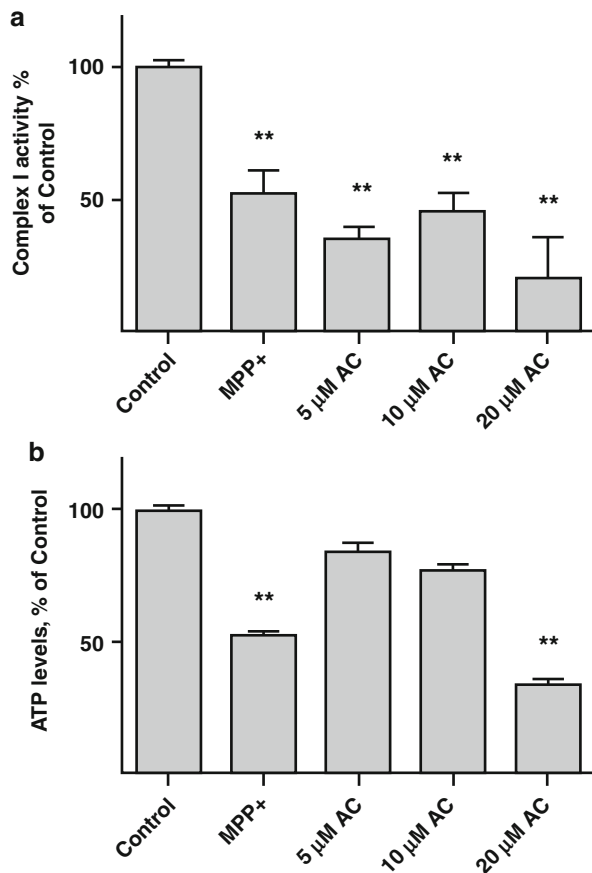 a
Complex I activity %
of Control
100
50
**
**
**
**
Control
MPP+
5 μM AC
10 μM AC
20 μM AC
b
ATP levels, % of Control
100
50
**
**
Control
MPP+
5 μM AC
10 μM AC
20 μM AC